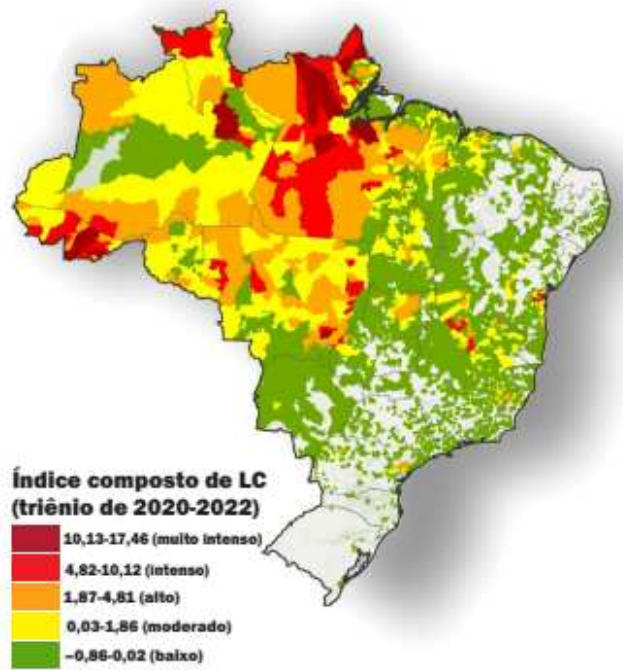 Índice composto de LC
(triênio de 2020-2022)
10,13-17,46 (muito intenso)
4,82-10,12 (intenso)
1,87-4,81 (alto)
0,03-1,86 (moderado)
–0,86-0,02 (baixo)